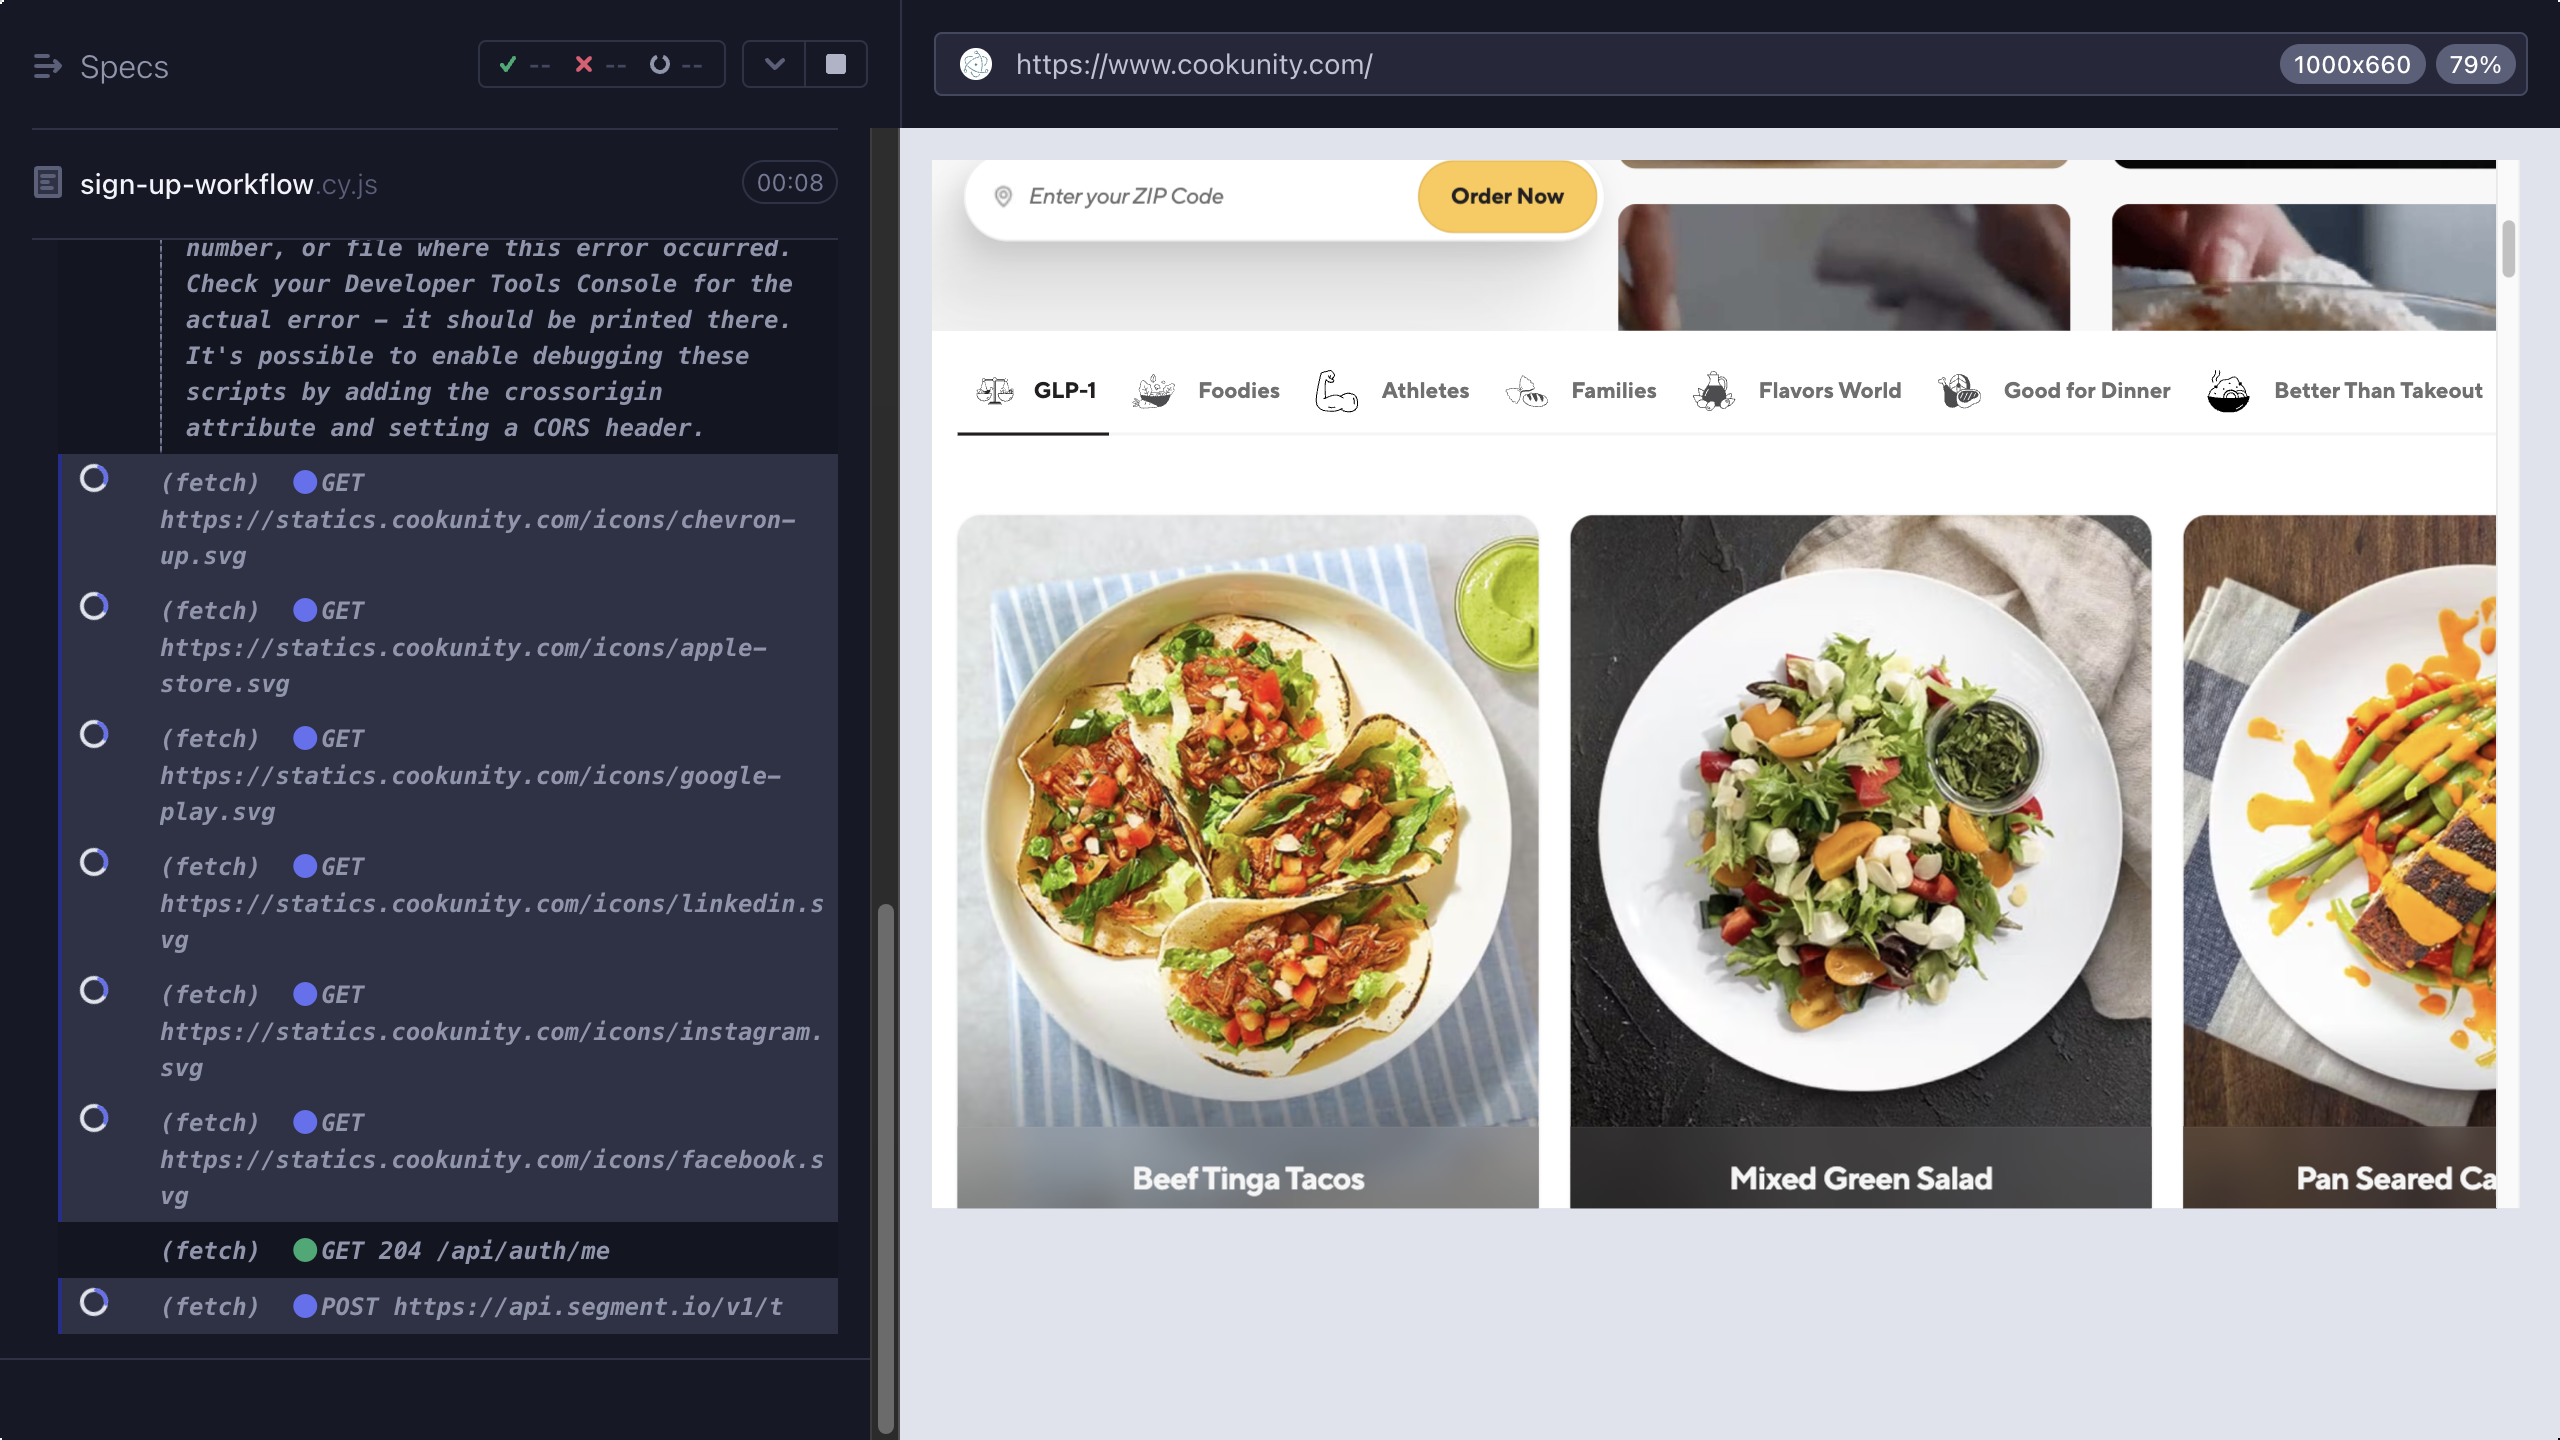 Specs
-- -- --
https://www.cookunity.com/
1000x660
79%
sign-up-workflow.cy.js
00:08
number, or file where this error occurred.
Check your Developer Tools Console for the
actual error – it should be printed there.
It's possible to enable debugging these
scripts by adding the crossorigin
attribute and setting a CORS header.
(fetch) GET
https://statics.cookunity.com/icons/chevron-
up.svg
(fetch) GET
https://statics.cookunity.com/icons/apple-
store.svg
(fetch) GET
https://statics.cookunity.com/icons/google-
play.svg
(fetch) GET
https://statics.cookunity.com/icons/linkedin.s
vg
(fetch) GET
https://statics.cookunity.com/icons/instagram.
svg
(fetch) GET
https://statics.cookunity.com/icons/facebook.s
vg
(fetch) GET 204 /api/auth/me
(fetch) POST https://api.segment.io/v1/t
Enter your ZIP Code
Order Now
GLP-1
Foodies
Athletes
Families
Flavors World
Good for Dinner
Better Than Takeout
Beef Tinga Tacos
Mixed Green Salad
Pan Seared Ca